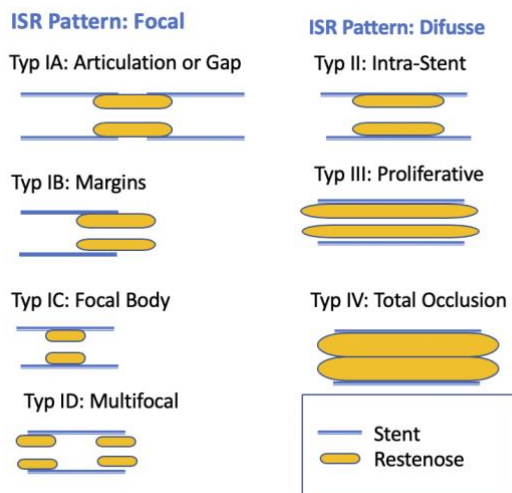 ISR Pattern: Focal
Typ IA: Articulation or Gap
Typ IB: Margins
Typ IC: Focal Body
Typ ID: Multifocal
ISR Pattern: Difusse
Typ II: Intra-Stent
Typ III: Proliferative
Typ IV: Total Occlusion
Stent
Restenose